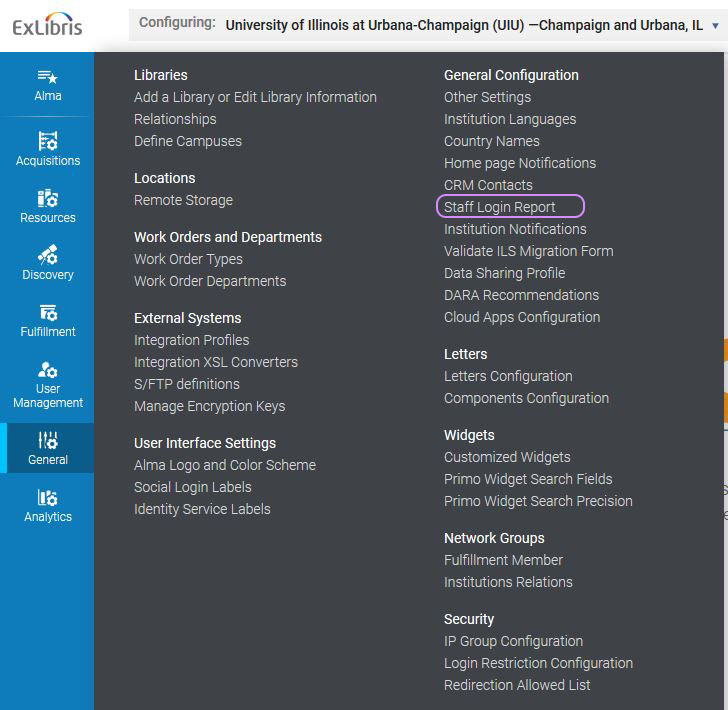 ExLibris
Configuring: University of Illinois at Urbana-Champaign (UIU) —Champaign and Urbana, IL
Alma
Acquisitions
Resources
Discovery
Fulfillment
User
Management
General
Analytics
Libraries
Add a Library or Edit Library Information
Relationships
Define Campuses
Locations
Remote Storage
Work Orders and Departments
Work Order Types
Work Order Departments
External Systems
Integration Profiles
Integration XSL Converters
S/FTP definitions
Manage Encryption Keys
User Interface Settings
Alma Logo and Color Scheme
Social Login Labels
Identity Service Labels
General Configuration
Other Settings
Institution Languages
Country Names
Home page Notifications
CRM Contacts
Staff Login Report
Institution Notifications
Validate ILS Migration Form
Data Sharing Profile
DARA Recommendations
Cloud Apps Configuration
Letters
Letters Configuration
Components Configuration
Widgets
Customized Widgets
Primo Widget Search Fields
Primo Widget Search Precision
Network Groups
Fulfillment Member
Institutions Relations
Security
IP Group Configuration
Login Restriction Configuration
Redirection Allowed List